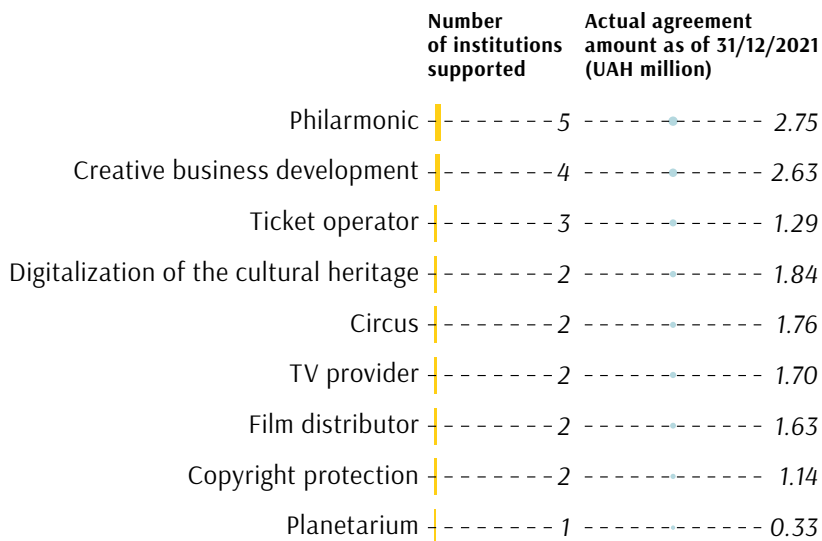 Number
of institutions
supported
Actual agreement
amount as of 31/12/2021
(UAH million)
Philarmonic 5 2.75
Creative business development 4 2.63
Ticket operator 3 1.29
Digitalization of the cultural heritage 2 1.84
Circus 2 1.76
TV provider 2 1.70
Film distributor 2 1.63
Copyright protection 2 1.14
Planetarium 1 0.33